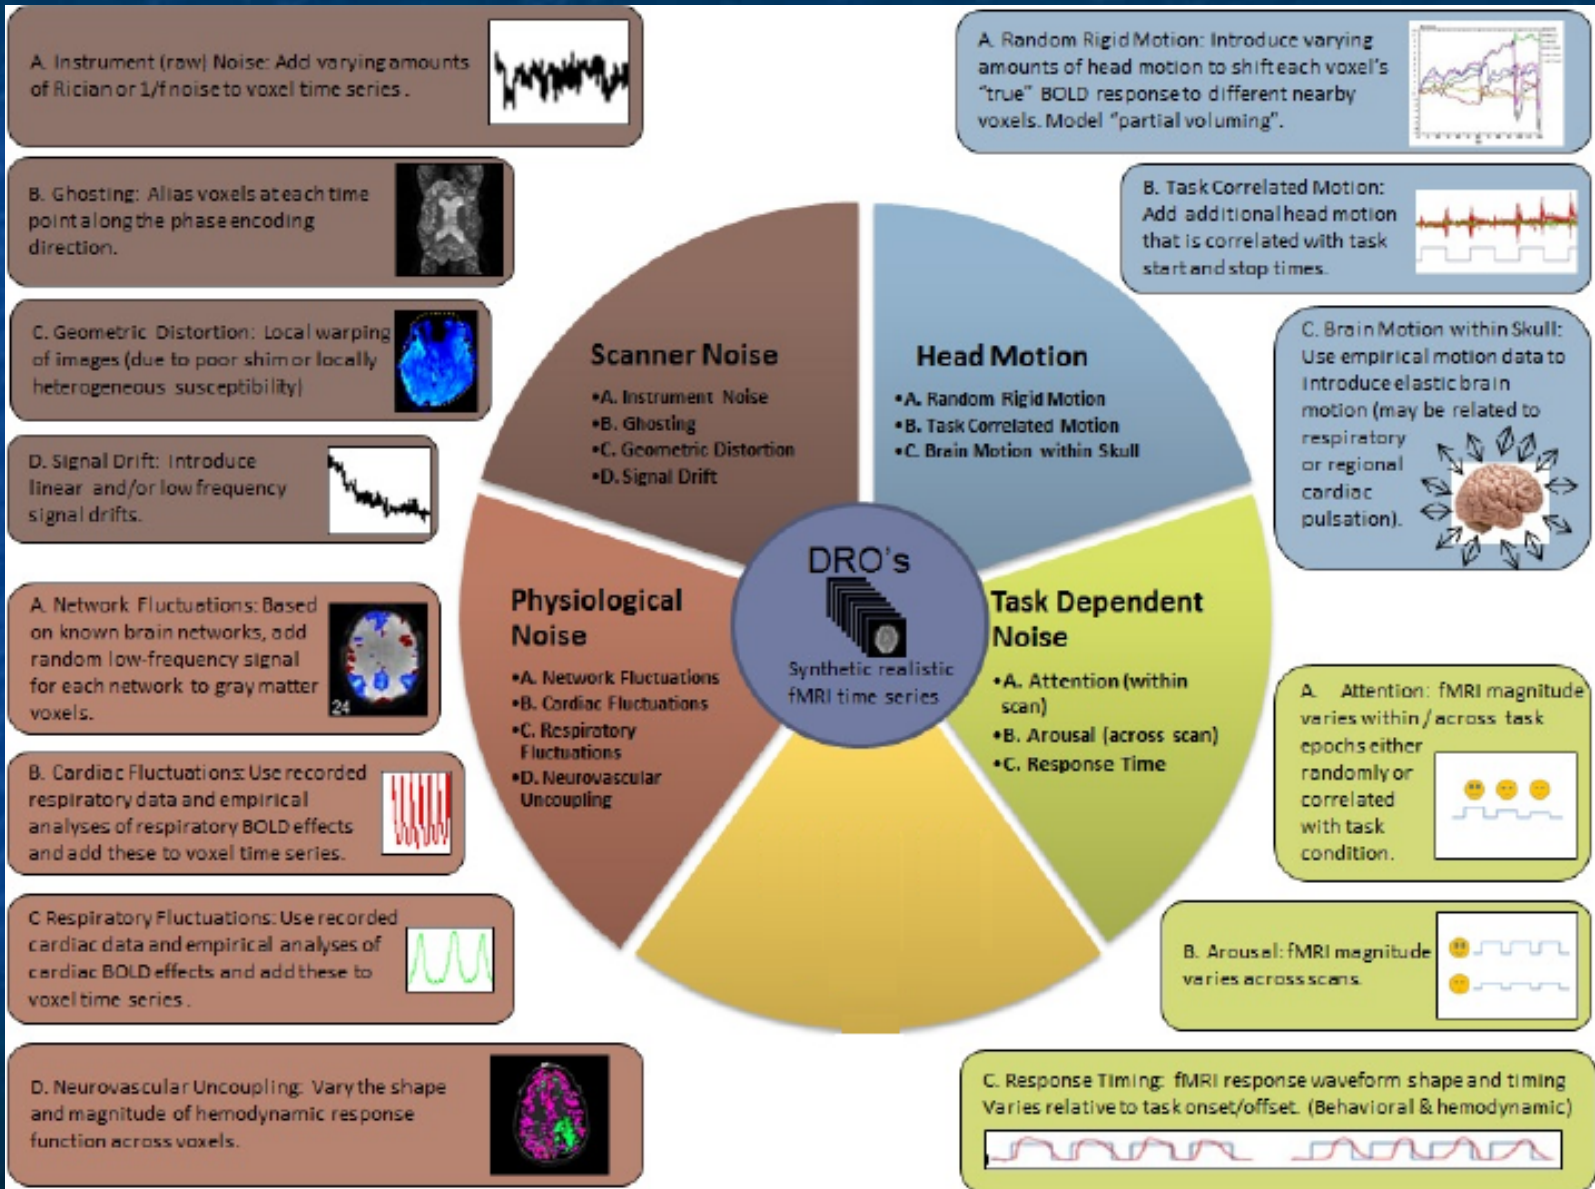 A. Instrument (raw) Noise: Add varying amounts
of Rician or 1/f noise to voxel time series .
B. Ghosting: Alias voxels at each time
point along the phase encoding
direction.
C. Geometric Distortion: Local warping
of images (due to poor shim or locally
heterogeneous susceptibility)
D. Signal Drift: Introduce
linear and/or low frequency
signal drifts.
A. Network Fluctuations: Based
on known brain networks, add
random low-frequency signal
for each network to gray matter
voxels.
24
B. Cardiac Fluctuations: Use recorded
respiratory data and empirical
analyses of respiratory BOLD effects
and add these to voxel time series.
C Respiratory Fluctuations: Use recorded
cardiac data and empirical analyses of
cardiac BOLD effects and add these to
voxel time series .
D. Neurovascular Uncoupling: Vary the shape
and magnitude of hemodynamic response
function across voxels.
Scanner Noise
•A. Instrument Noise
•B. Ghosting
•C. Geometric Distortion
•D. Signal Drift
Head Motion
•A. Random Rigid Motion
•B. Task Correlated Motion
•C. Brain Motion within Skull
Physiological
Noise
•A. Network Fluctuations
•B. Cardiac Fluctuations
•C. Respiratory
Fluctuations
•D. Neurovascular
Uncoupling
DRO's
Synthetic realistic
fMRI time series
Task Dependent
Noise
•A. Attention (within
scan)
•B. Arousal (across scan)
•C. Response Time
A. Random Rigid Motion: Introduce varying
amounts of head motion to shift each voxel's
"true" BOLD response to different nearby
voxels. Model "partial voluming".
B. Task Correlated Motion:
Add additional head motion
that is correlated with task
start and stop times.
C. Brain Motion within Skull:
Use empirical motion data to
introduce elastic brain
motion (may be related to
respiratory
or regional
cardiac
pulsation).
A. Attention: fMRI magnitude
varies within / across task
epochs either
randomly or
correlated
with task
condition.
B. Arousal: fMRI magnitude
varies across scans.
C. Response Timing: fMRI response waveform shape and timing
Varies relative to task onset/offset. (Behavioral & hemodynamic)